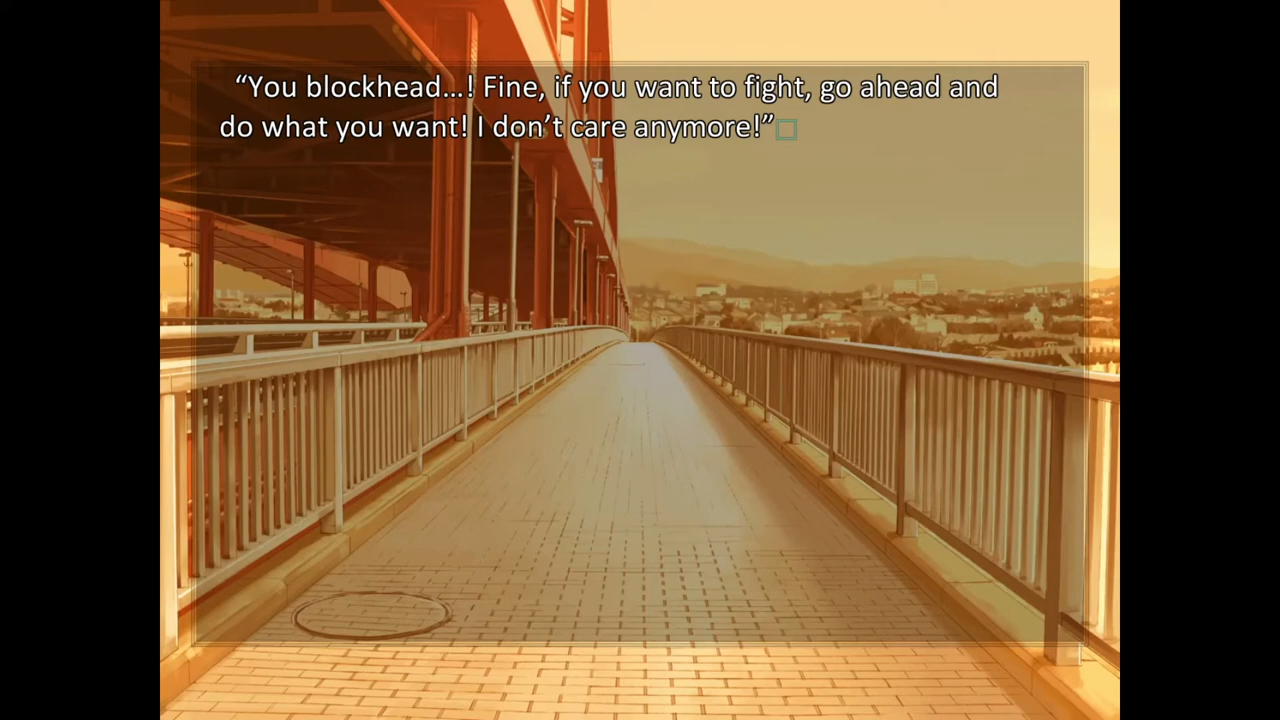 “You blockhead…! Fine, if you want to fight, go ahead and
do what you want! I don’t care anymore!”